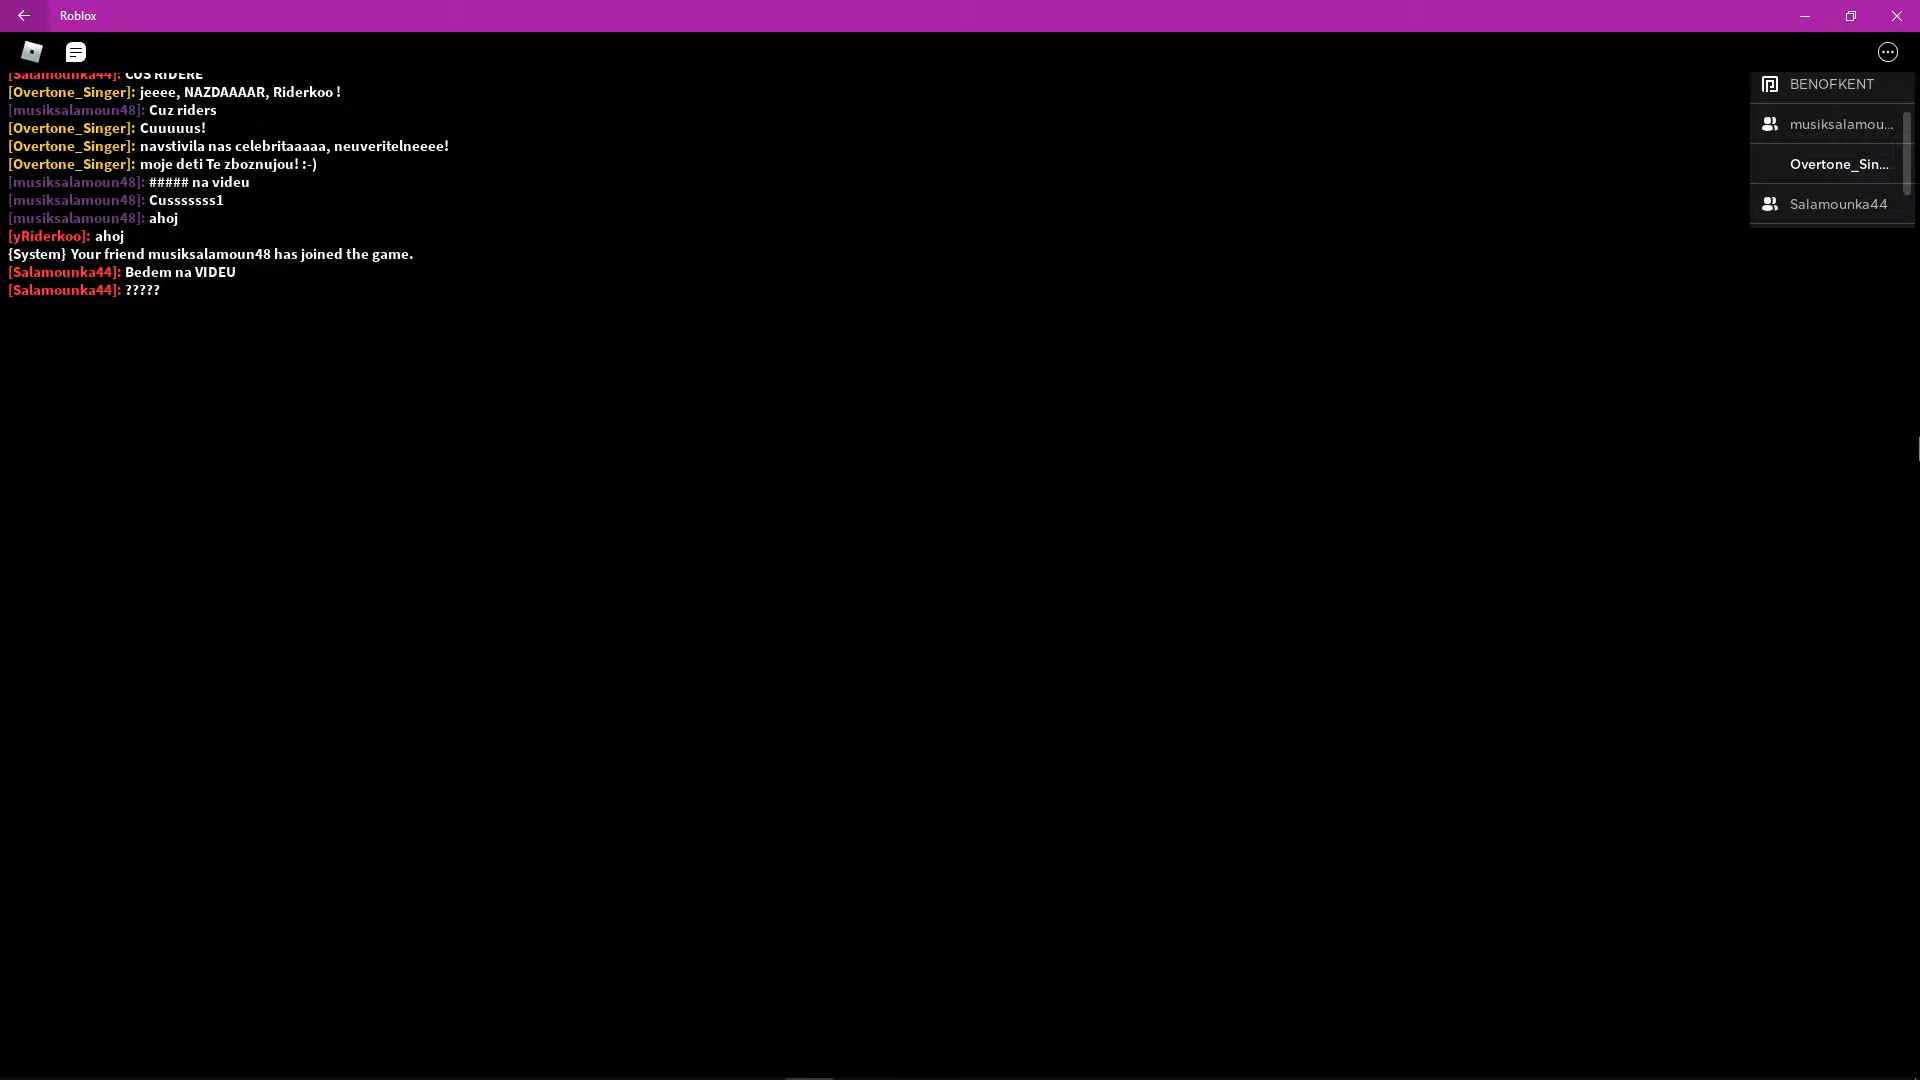 Roblox
[Salamounka44]: COS RIDERE
[Overtone_Singer]: jeeee, NAZDAAAAR, Riderkoo !
[musiksalamoun48]: Cuz riders
[Overtone_Singer]: Cuuuuus!
[Overtone_Singer]: navstivila nas celebritaaaaa, neuveritelneeee!
[Overtone_Singer]: moje deti Te zboznujou! :-)
[musiksalamoun48]: ##### na videu
[musiksalamoun48]: Cusssssss1
[musiksalamoun48]: ahoj
[yRiderkoo]: ahoj
{System} Your friend musiksalamoun48 has joined the game.
[Salamounka44]: Bedem na VIDEU
[Salamounka44]: ?????
BENOFKENT
musiksalamou...
Overtone_Sin...
Salamounka44